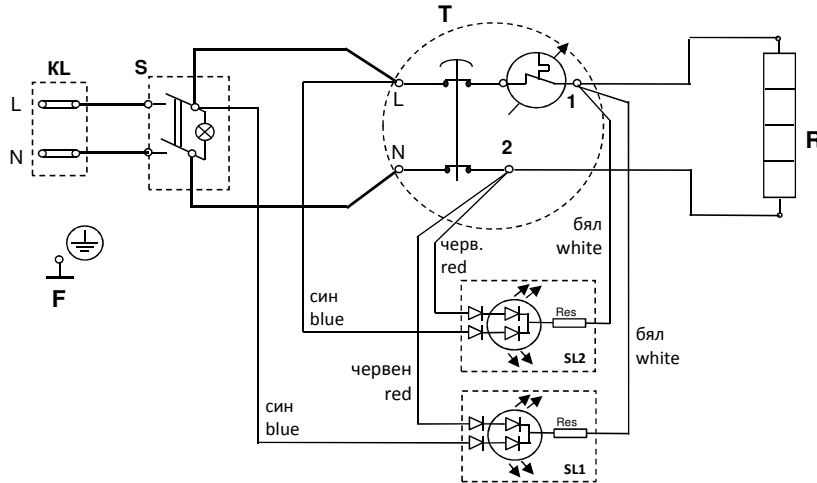 T
KL
S
L
L
1
R
N
N
2
F
бял
white
черв.
red
син
blue
Res
SL2
бял
white
червен
red
син
blue
Res
SL1